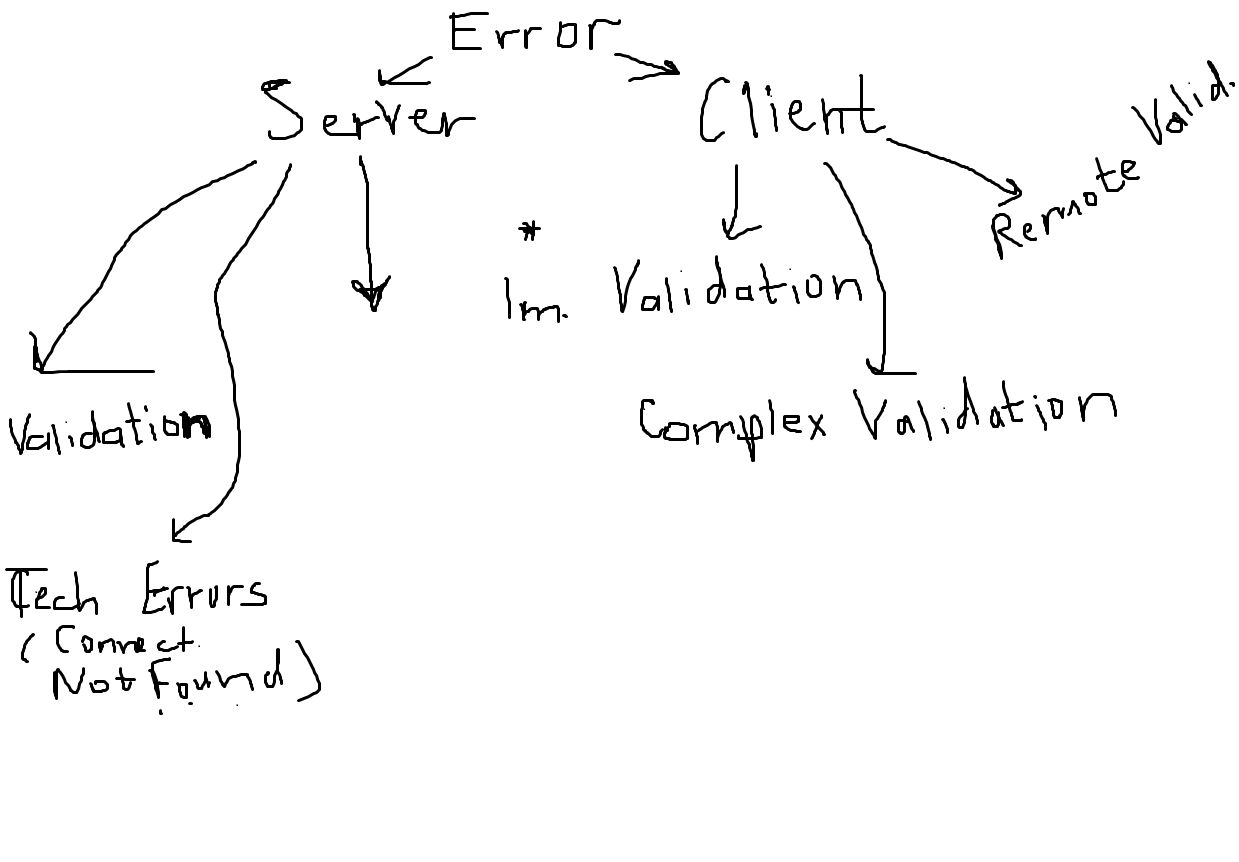 Error
Server
Client
Remote Valid.
*
Im. Validation
Validation
Complex Validation
Tech Errors
(Connect.
Not Found)